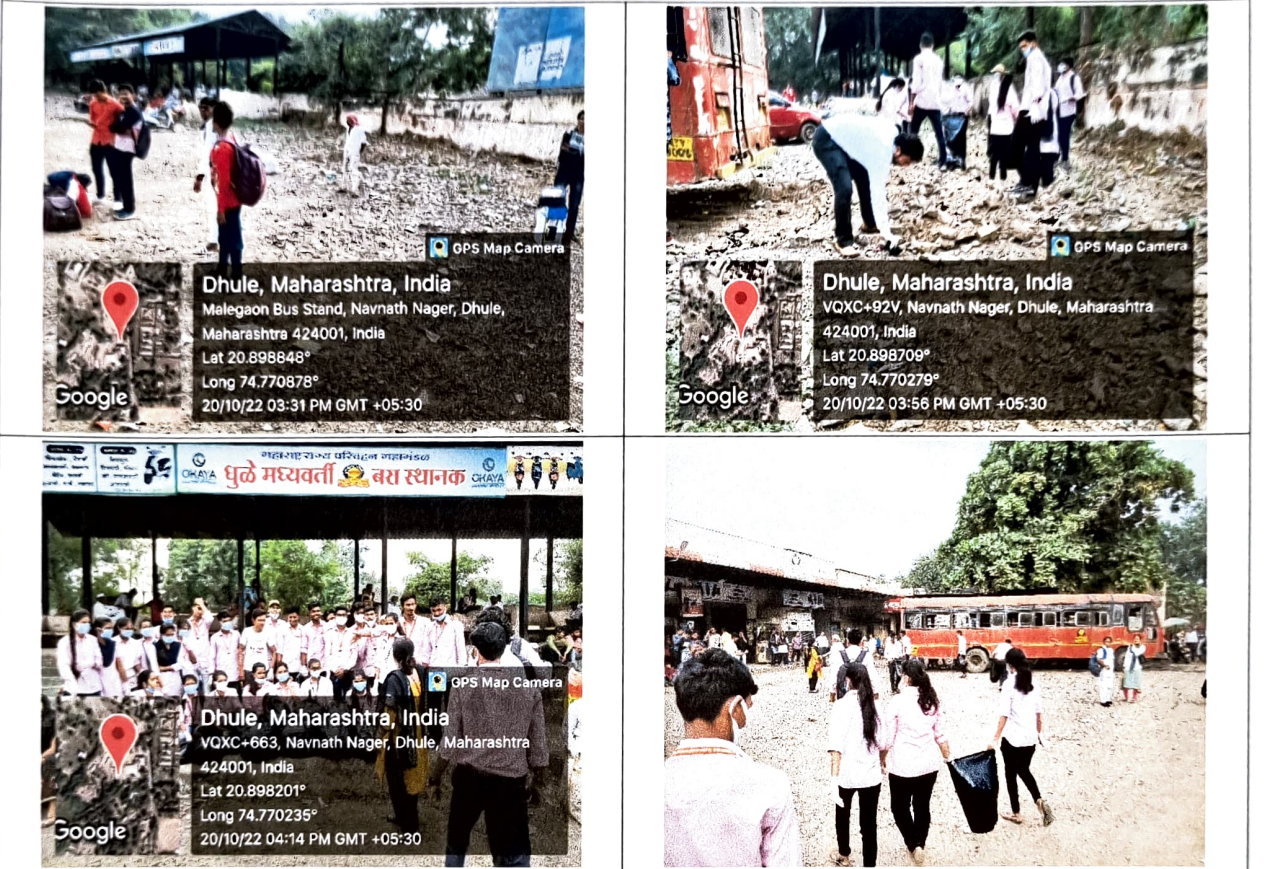 GPS Map Camera
Dhule, Maharashtra, India
Malegaon Bus Stand, Navnath Nager, Dhule,
Maharashtra 424001, India
Lat 20.898848°
Long 74.770878°
20/10/22 03:31 PM GMT +05:30
Google
GPS Map Camera
Dhule, Maharashtra, India
VQXC+92V, Navnath Nager, Dhule, Maharashtra
424001, India
Lat 20.898709°
Long 74.770279°
20/10/22 03:56 PM GMT +05:30
Google
महाराष्ट्र राज्य परिवहन महामंडळ
OKAYA धुळे मध्यवर्ती बस स्थानक OKAYA
GPS Map Camera
Dhule, Maharashtra, India
VQXC+663, Navnath Nager, Dhule, Maharashtra
424001, India
Lat 20.898201°
Long 74.770235°
20/10/22 04:14 PM GMT +05:30
Google